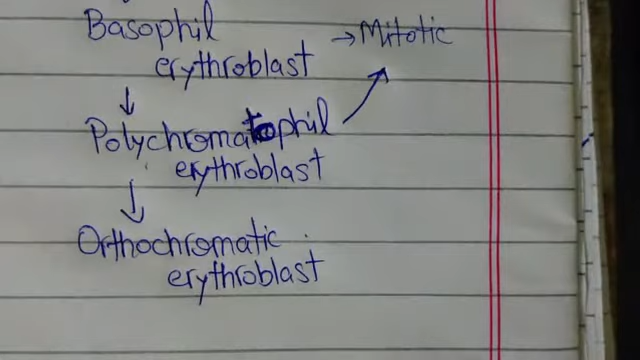 Basophil
erythroblast → Mitotic
↓
Polychromatophil
erythroblast
↓
Orthochromatic
erythroblast